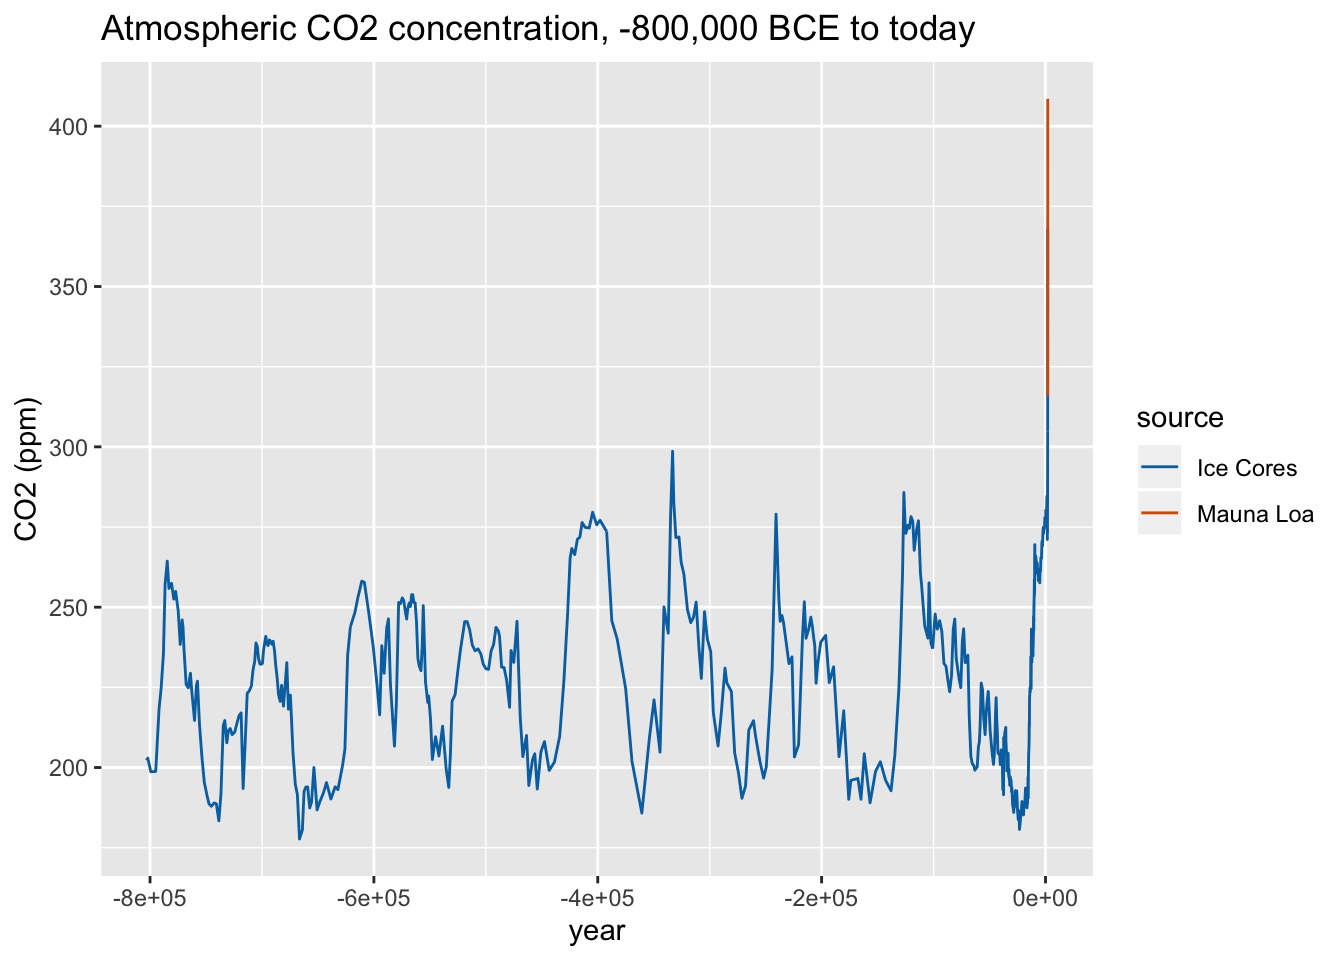 Atmospheric CO2 concentration, -800,000 BCE to today
400
350
300
250
200
CO2 (ppm)
-8e+05
-6e+05
-4e+05
-2e+05
0e+00
year
source
Ice Cores
Mauna Loa